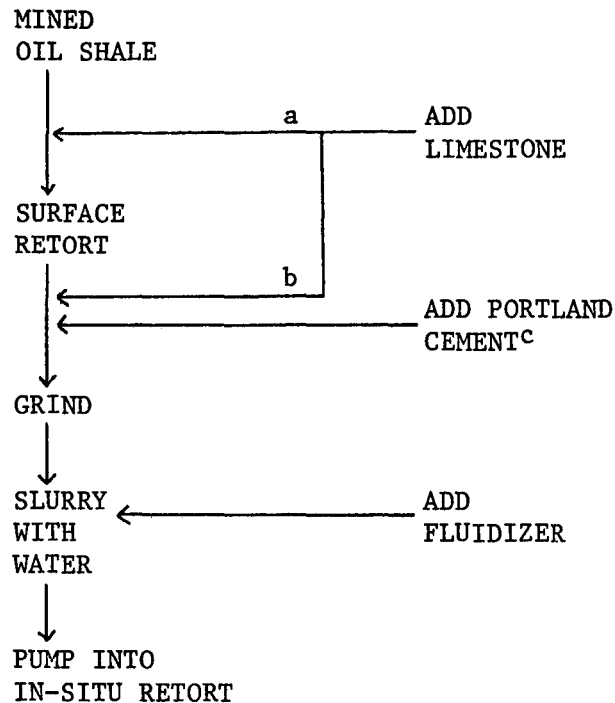 MINED
OIL SHALE
a
ADD
LIMESTONE
SURFACE
RETORT
b
ADD PORTLAND
CEMENTᶜ
GRIND
SLURRY
WITH
WATER
ADD
FLUIDIZER
PUMP INTO
IN-SITU RETORT